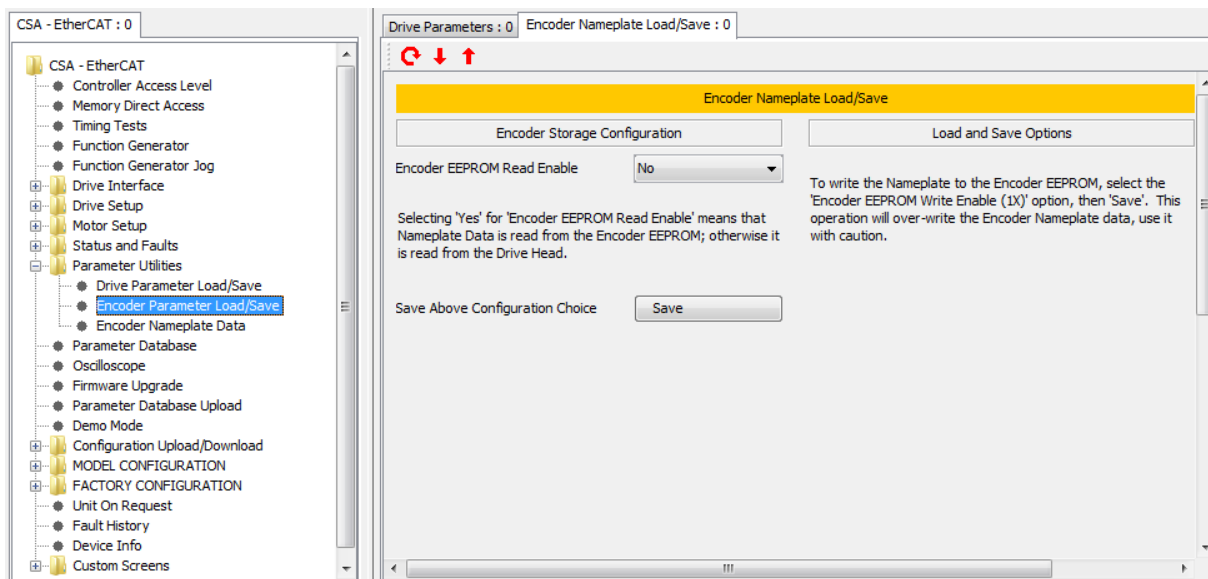 CSA - EtherCAT : 0
CSA - EtherCAT
Controller Access Level
Memory Direct Access
Timing Tests
Function Generator
Function Generator Jog
Drive Interface
Drive Setup
Motor Setup
Status and Faults
Parameter Utilities
Drive Parameter Load/Save
Encoder Parameter Load/Save
Encoder Nameplate Data
Parameter Database
Oscilloscope
Firmware Upgrade
Parameter Database Upload
Demo Mode
Configuration Upload/Download
MODEL CONFIGURATION
FACTORY CONFIGURATION
Unit On Request
Fault History
Device Info
Custom Screens
Drive Parameters : 0
Encoder Nameplate Load/Save : 0
Encoder Nameplate Load/Save
Encoder Storage Configuration
Encoder EEPROM Read Enable
No
Selecting 'Yes' for 'Encoder EEPROM Read Enable' means that
Nameplate Data is read from the Encoder EEPROM; otherwise it
is read from the Drive Head.
Save Above Configuration Choice
Save
Load and Save Options
To write the Nameplate to the Encoder EEPROM, select the
'Encoder EEPROM Write Enable (1X)' option, then 'Save'. This
operation will over-write the Encoder Nameplate data, use it
with caution.